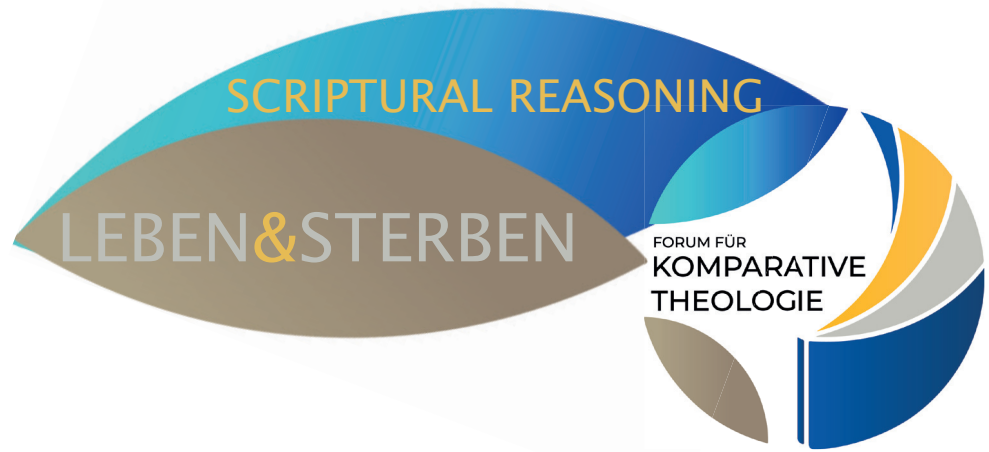 SCRIPTURAL REASONING
LEBEN&STERBEN
FORUM FÜR
KOMPARATIVE
THEOLOGIE